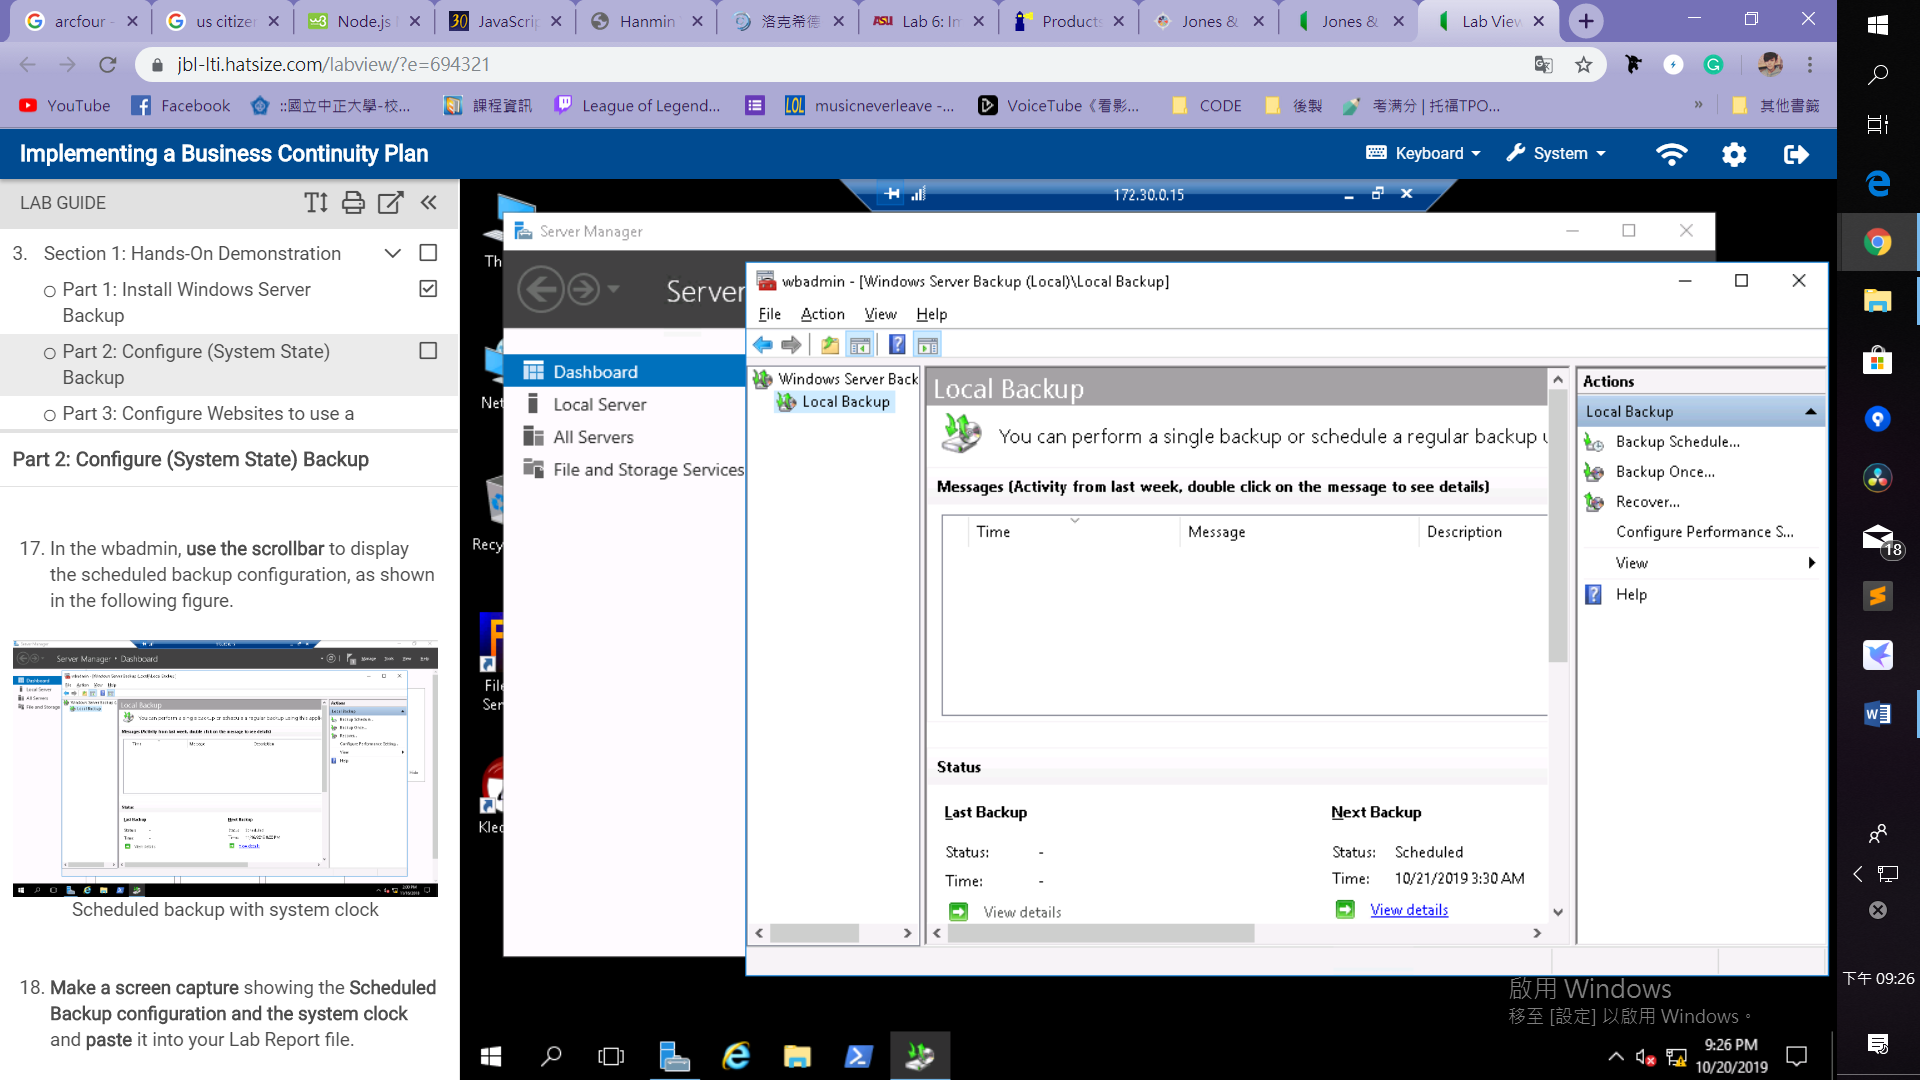 arcfour -
us citizen
Node.js
JavaScrip
Hanmin
洛克希德
ASU Lab 6: Im
Products
Jones &
Jones &
Lab View
jbl-lti.hatsize.com/labview/?e=694321
YouTube
Facebook
::國立中正大學-校...
課程資訊
League of Legend...
musicneverleave -...
VoiceTube《看影...
CODE
後製
考满分 | 托福TPO...
»
其他書籤
Implementing a Business Continuity Plan
Keyboard
System
LAB GUIDE
3. Section 1: Hands-On Demonstration
Part 1: Install Windows Server
Backup
Part 2: Configure (System State)
Backup
Part 3: Configure Websites to use a
Part 2: Configure (System State) Backup
17. In the wbadmin, use the scrollbar to display
the scheduled backup configuration, as shown
in the following figure.
Scheduled backup with system clock
18. Make a screen capture showing the Scheduled
Backup configuration and the system clock
and paste it into your Lab Report file.
172.30.0.15
Th
Net
Recy
File
Ser
Kleo
Server Manager
Server
Dashboard
Local Server
All Servers
File and Storage Services
wbadmin - [Windows Server Backup (Local)\Local Backup]
File Action View Help
Windows Server Back
Local Backup
Local Backup
You can perform a single backup or schedule a regular backup u
Messages (Activity from last week, double click on the message to see details)
Time Message Description
Status
Last Backup
Status: -
Time: -
View details
Next Backup
Status: Scheduled
Time: 10/21/2019 3:30 AM
View details
Actions
Local Backup
Backup Schedule...
Backup Once...
Recover...
Configure Performance S...
View
Help
啟用 Windows
移至 [設定] 以啟用 Windows。
9:26 PM
10/20/2019
18
下午 09:26